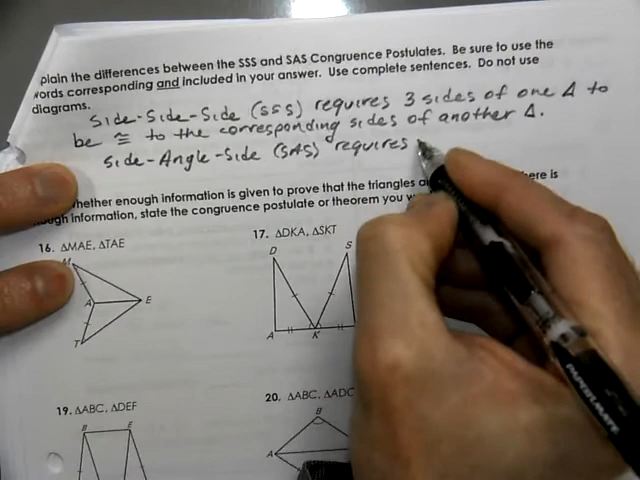 plain the differences between the SSS and SAS Congruence Postulates. Be sure to use the
words corresponding and included in your answer. Use complete sentences. Do not use
diagrams.
Side-Side-Side (SSS) requires 3 sides of one Δ to
be ≅ to the corresponding sides of another Δ.
Side-Angle-Side (SAS) requires
hether enough information is given to prove that the triangles a here is
ough information, state the congruence postulate or theorem you
16. ΔMAE, ΔTAE
17. ΔDKA, ΔSKT
M
A
E
T
D
S
A
K
19. ΔABC, ΔDEF
20. ΔABC, ΔADC
B
E
B
A
PAPERMATE